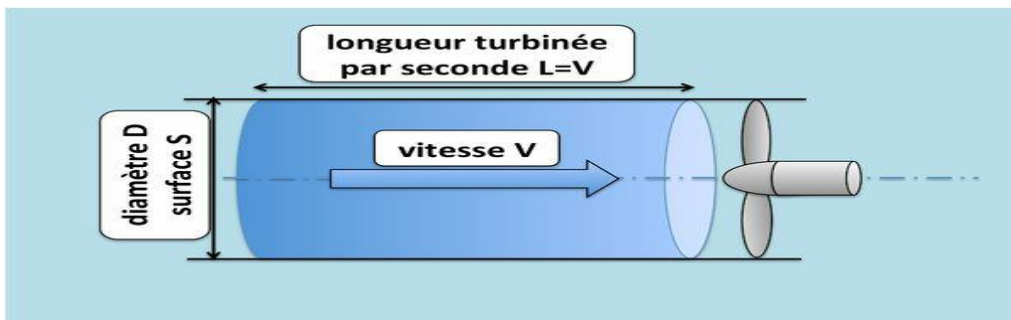 longueur turbinée
par seconde L=V
diamètre D
surface S
vitesse V